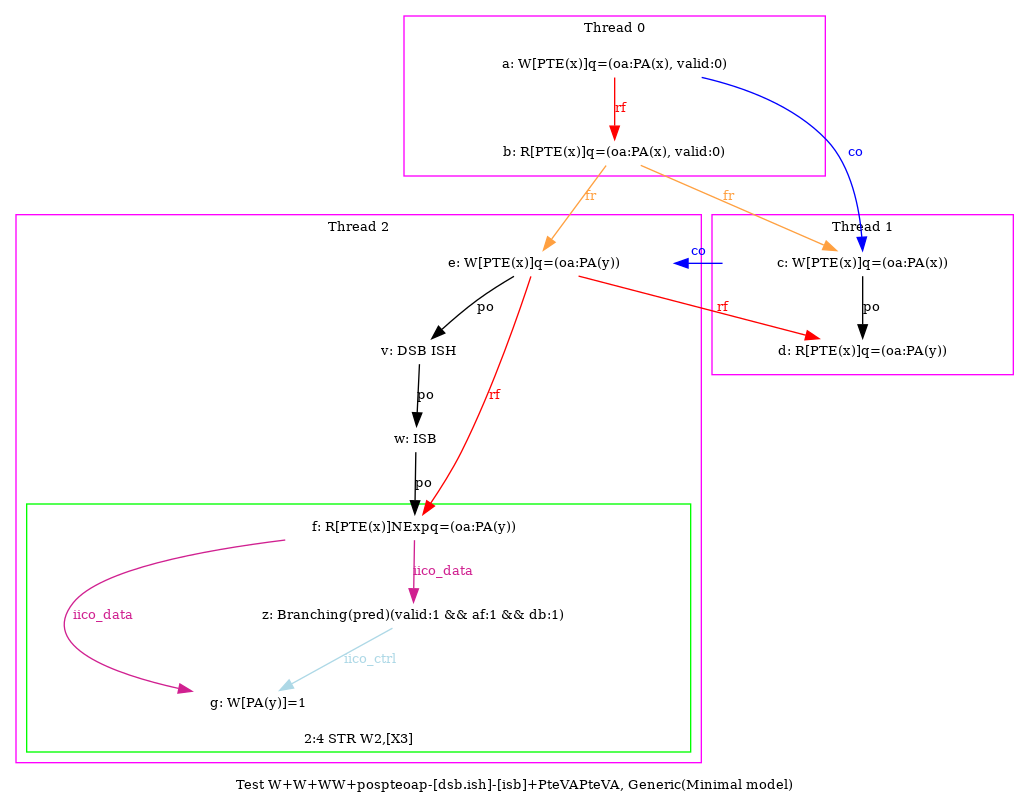 Thread 0
a: W[PTE(x)]q=(oa:PA(x), valid:0)
rf
b: R[PTE(x)]q=(oa:PA(x), valid:0)
co
fr
fr
Thread 2
Thread 1
e: W[PTE(x)]q=(oa:PA(y))
co
c: W[PTE(x)]q=(oa:PA(x))
po
rf
po
v: DSB ISH
d: R[PTE(x)]q=(oa:PA(y))
po
rf
w: ISB
po
f: R[PTE(x)]NExpq=(oa:PA(y))
iico_data
iico_data
z: Branching(pred)(valid:1 && af:1 && db:1)
iico_ctrl
g: W[PA(y)]=1
2:4 STR W2,[X3]
Test W+W+WW+pospteoap-[dsb.ish]-[isb]+PteVAPteVA, Generic(Minimal model)